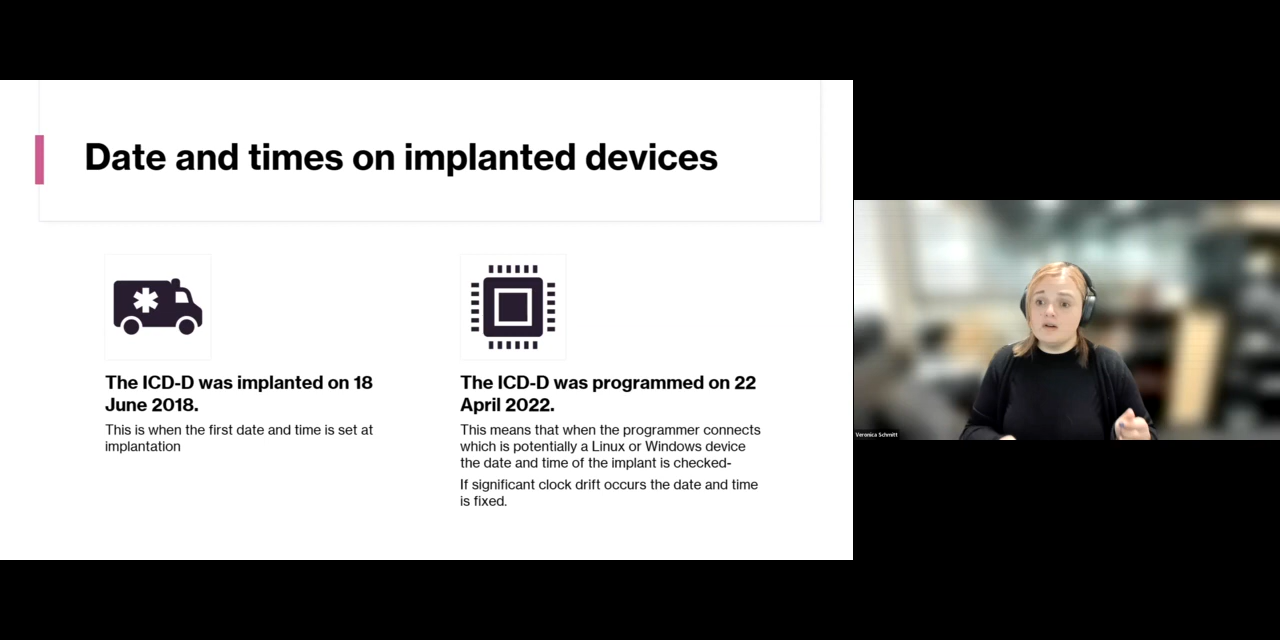 Date and times on implanted devices
The ICD-D was implanted on 18
June 2018.
This is when the first date and time is set at
implantation
The ICD-D was programmed on 22
April 2022.
This means that when the programmer connects
which is potentially a Linux or Windows device
the date and time of the implant is checked-
If significant clock drift occurs the date and time
is fixed.
Veronica Schmitt